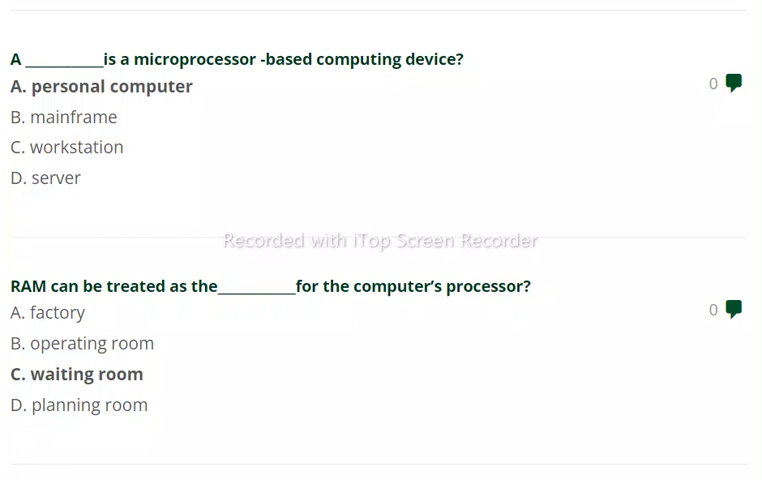 A __________is a microprocessor -based computing device?
A. personal computer
0
B. mainframe
C. workstation
D. server
Recorded with iTop Screen Recorder
RAM can be treated as the__________for the computer’s processor?
A. factory
0
B. operating room
C. waiting room
D. planning room